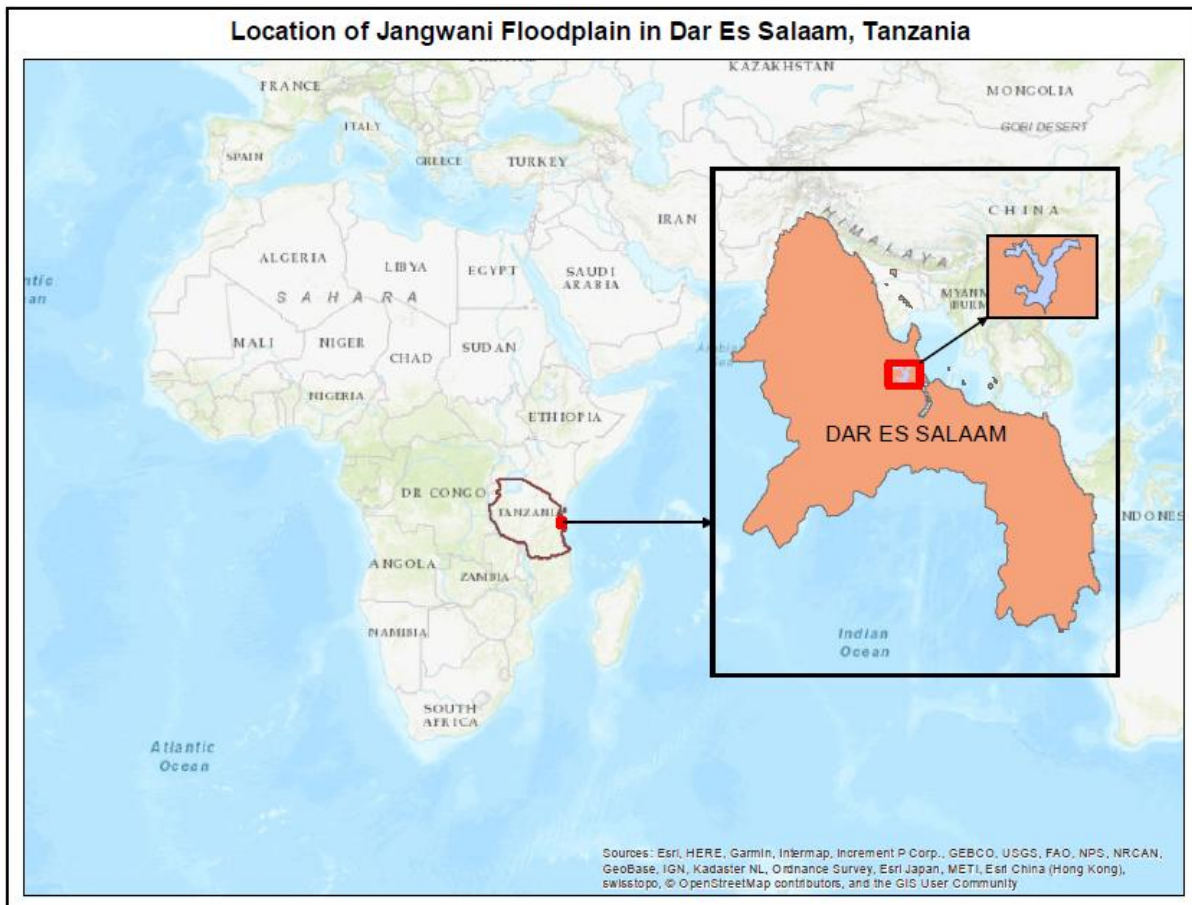 Location of Jangwani Floodplain in Dar Es Salaam, Tanzania
KAZAKHSTAN
FRANCE
MONGOLIA
ITALY
GOBI DESERT
SPAIN
GREECE
TURKEY
IRAN
CHINA
HIMALAYA
ALGERIA
LIBYA
EGYPT
SAUDI
ARABIA
SAHARA
MALI
NIGER
CHAD
SUDAN
NIGERIA
ETHIOPIA
DAR ES SALAAM
DR CONGO
TANZANIA
ANGOLA
ZAMBIA
NAMIBIA
Indian
Ocean
SOUTH
AFRICA
Atlantic
Ocean
Sources: Esri, HERE, Garmin, Intermap, increment P Corp., GEBCO, USGS, FAO, NPS, NRCAN,
GeoBase, IGN, Kadaster NL, Ordnance Survey, Esri Japan, METI, Esri China (Hong Kong),
swisstopo, © OpenStreetMap contributors, and the GIS User Community